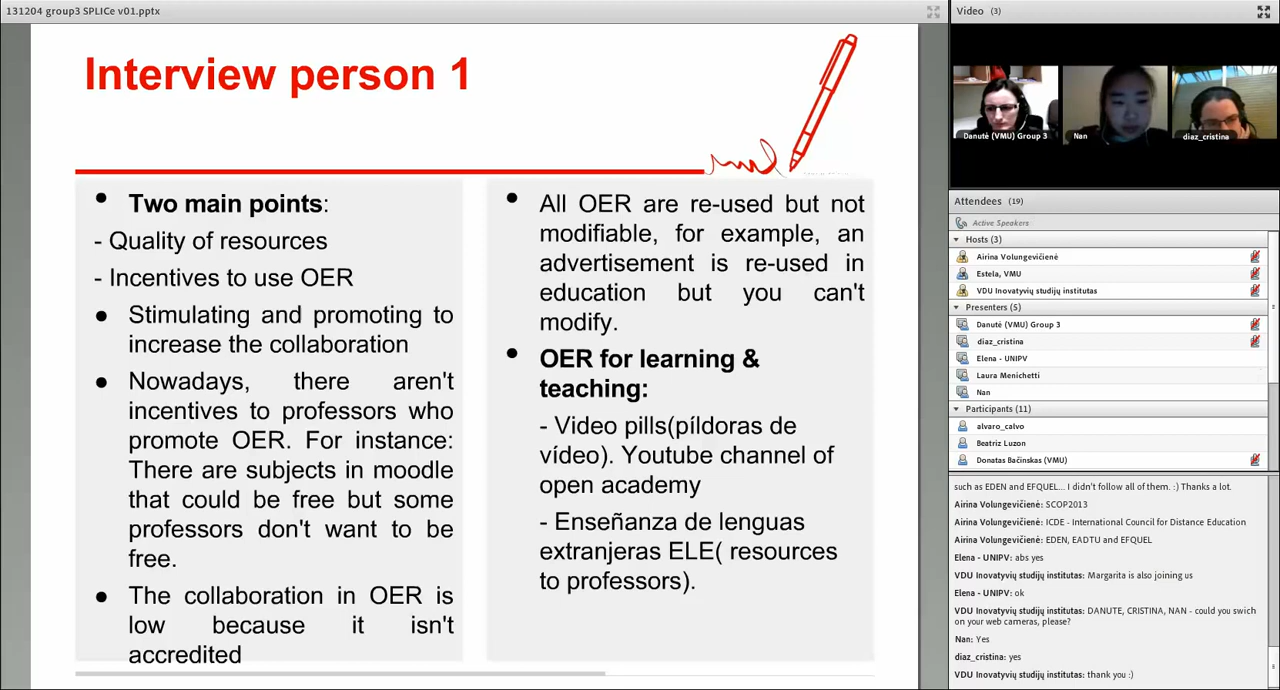 131204 group3 SPLICe v01.pptx
Interview person 1
• Two main points:
- Quality of resources
- Incentives to use OER
● Stimulating and promoting to
increase the collaboration
● Nowadays, there aren't
incentives to professors who
promote OER. For instance:
There are subjects in moodle
that could be free but some
professors don't want to be
free.
● The collaboration in OER is
low because it isn't
accredited
• All OER are re-used but not
modifiable, for example, an
advertisement is re-used in
education but you can't
modify.
• OER for learning &
teaching:
- Video pills(píldoras de
vídeo). Youtube channel of
open academy
- Enseñanza de lenguas
extranjeras ELE( resources
to professors).
Video (3)
Danutė (VMU) Group 3
Nan
diaz_cristina
Attendees (19)
Active Speakers
Hosts (3)
Airina Volungevičienė
Estela, VMU
VDU Inovatyvių studijų institutas
Presenters (5)
Danutė (VMU) Group 3
diaz_cristina
Elena - UNIPV
Laura Menichetti
Nan
Participants (11)
alvaro_calvo
Beatriz Luzon
Donatas Bačinskas (VMU)
such as EDEN and EFQUEL... I didn't follow all of them. :) Thanks a lot.
Airina Volungevičienė: SCOP2013
Airina Volungevičienė: ICDE - International Council for Distance Education
Airina Volungevičienė: EDEN, EADTU and EFQUEL
Elena - UNIPV: abs yes
VDU Inovatyvių studijų institutas: Margarita is also joining us
Elena - UNIPV: ok
VDU Inovatyvių studijų institutas: DANUTE, CRISTINA, NAN - could you swich
on your web cameras, please?
Nan: Yes
diaz_cristina: yes
VDU Inovatyvių studijų institutas: thank you :)